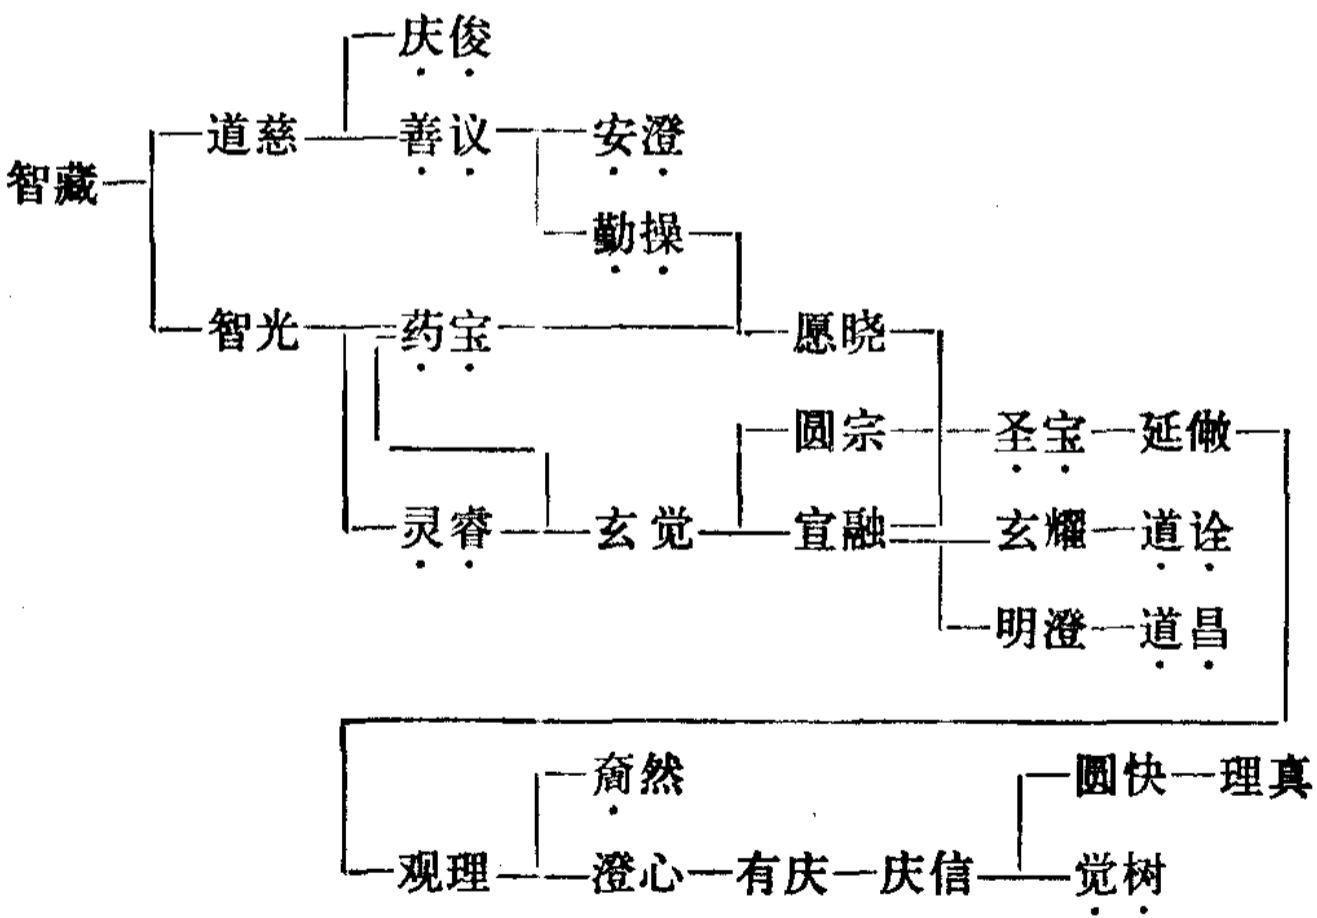 庆俊
道慈 善议 安澄
智藏
勤操
智光 药宝 愿晓
圆宗 圣宝 延㒈
灵睿 玄觉 宣融 玄耀 道诠
明澄 道昌
奝然 圆快 理真
观理 澄心 有庆 庆信 觉树